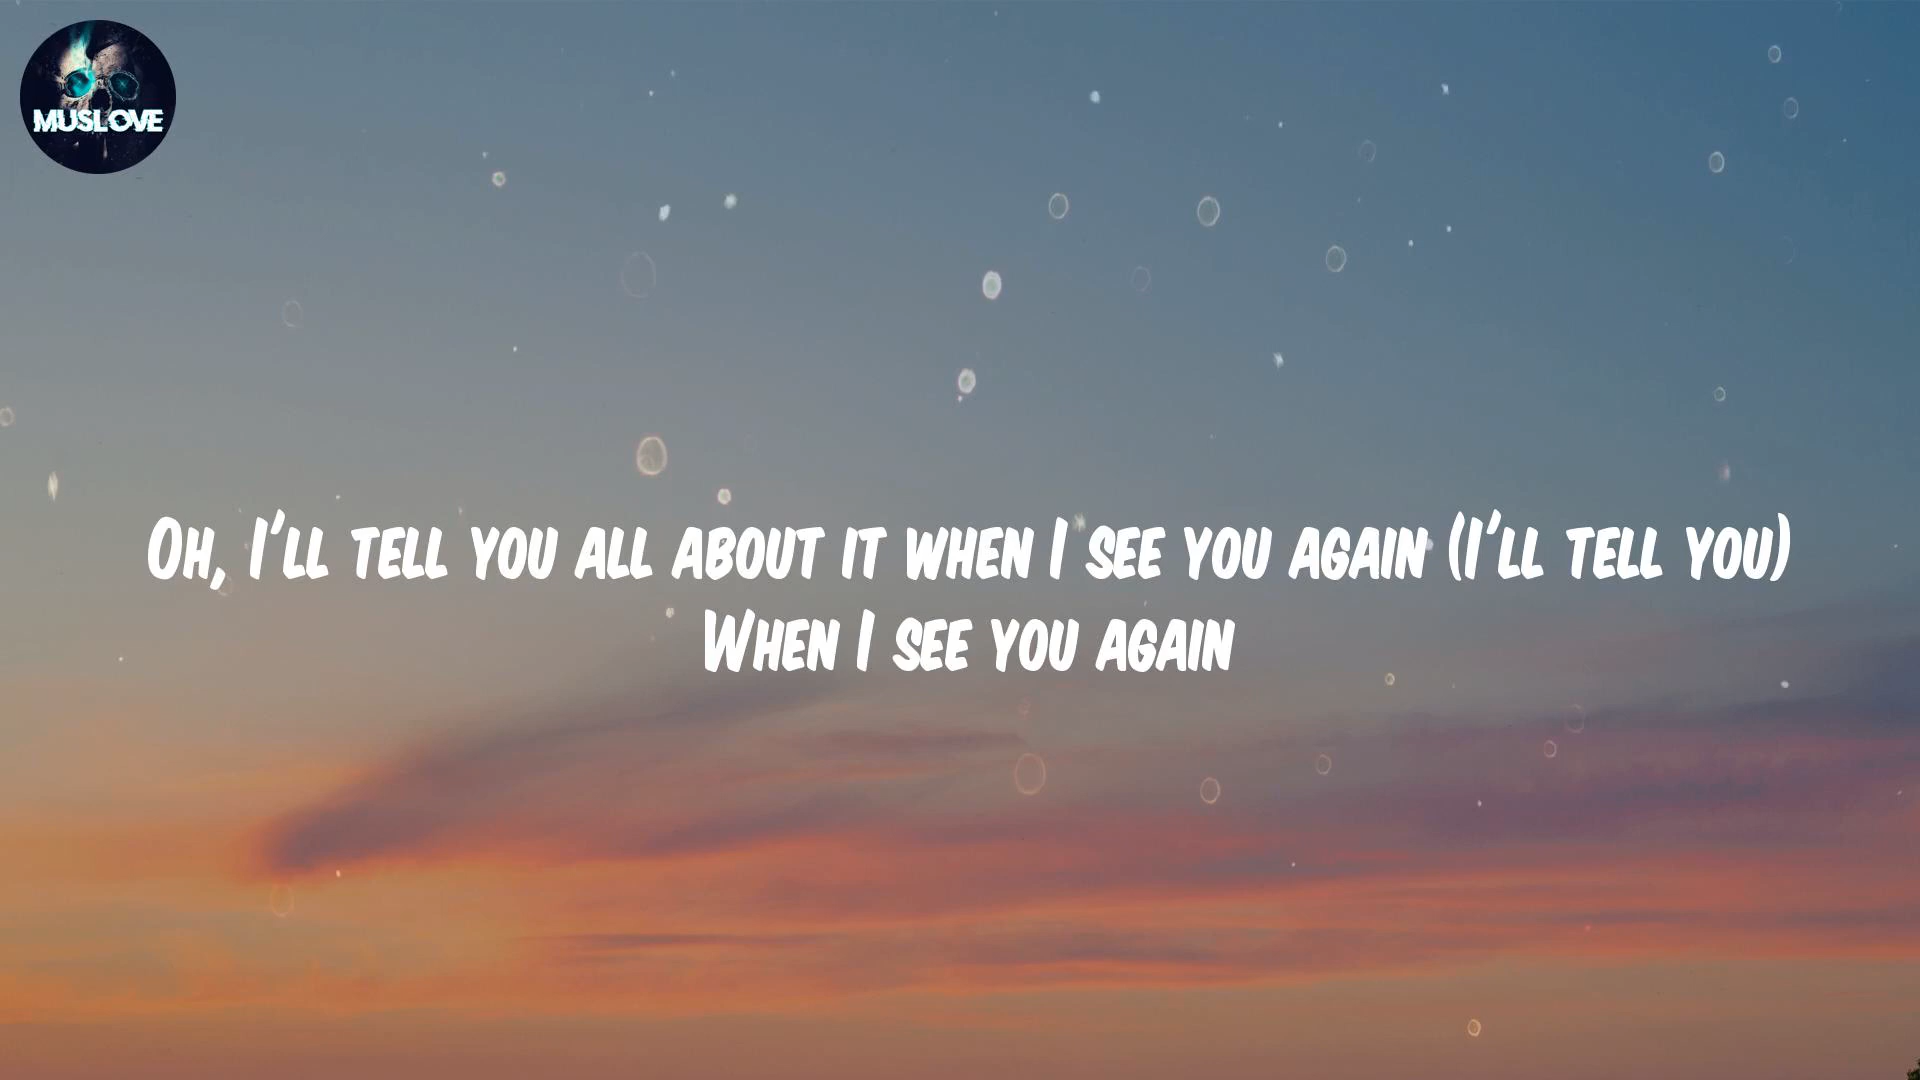 MUSLOVE
Oh, I'll tell you all about it when I see you again (I'll tell you)
When I see you again